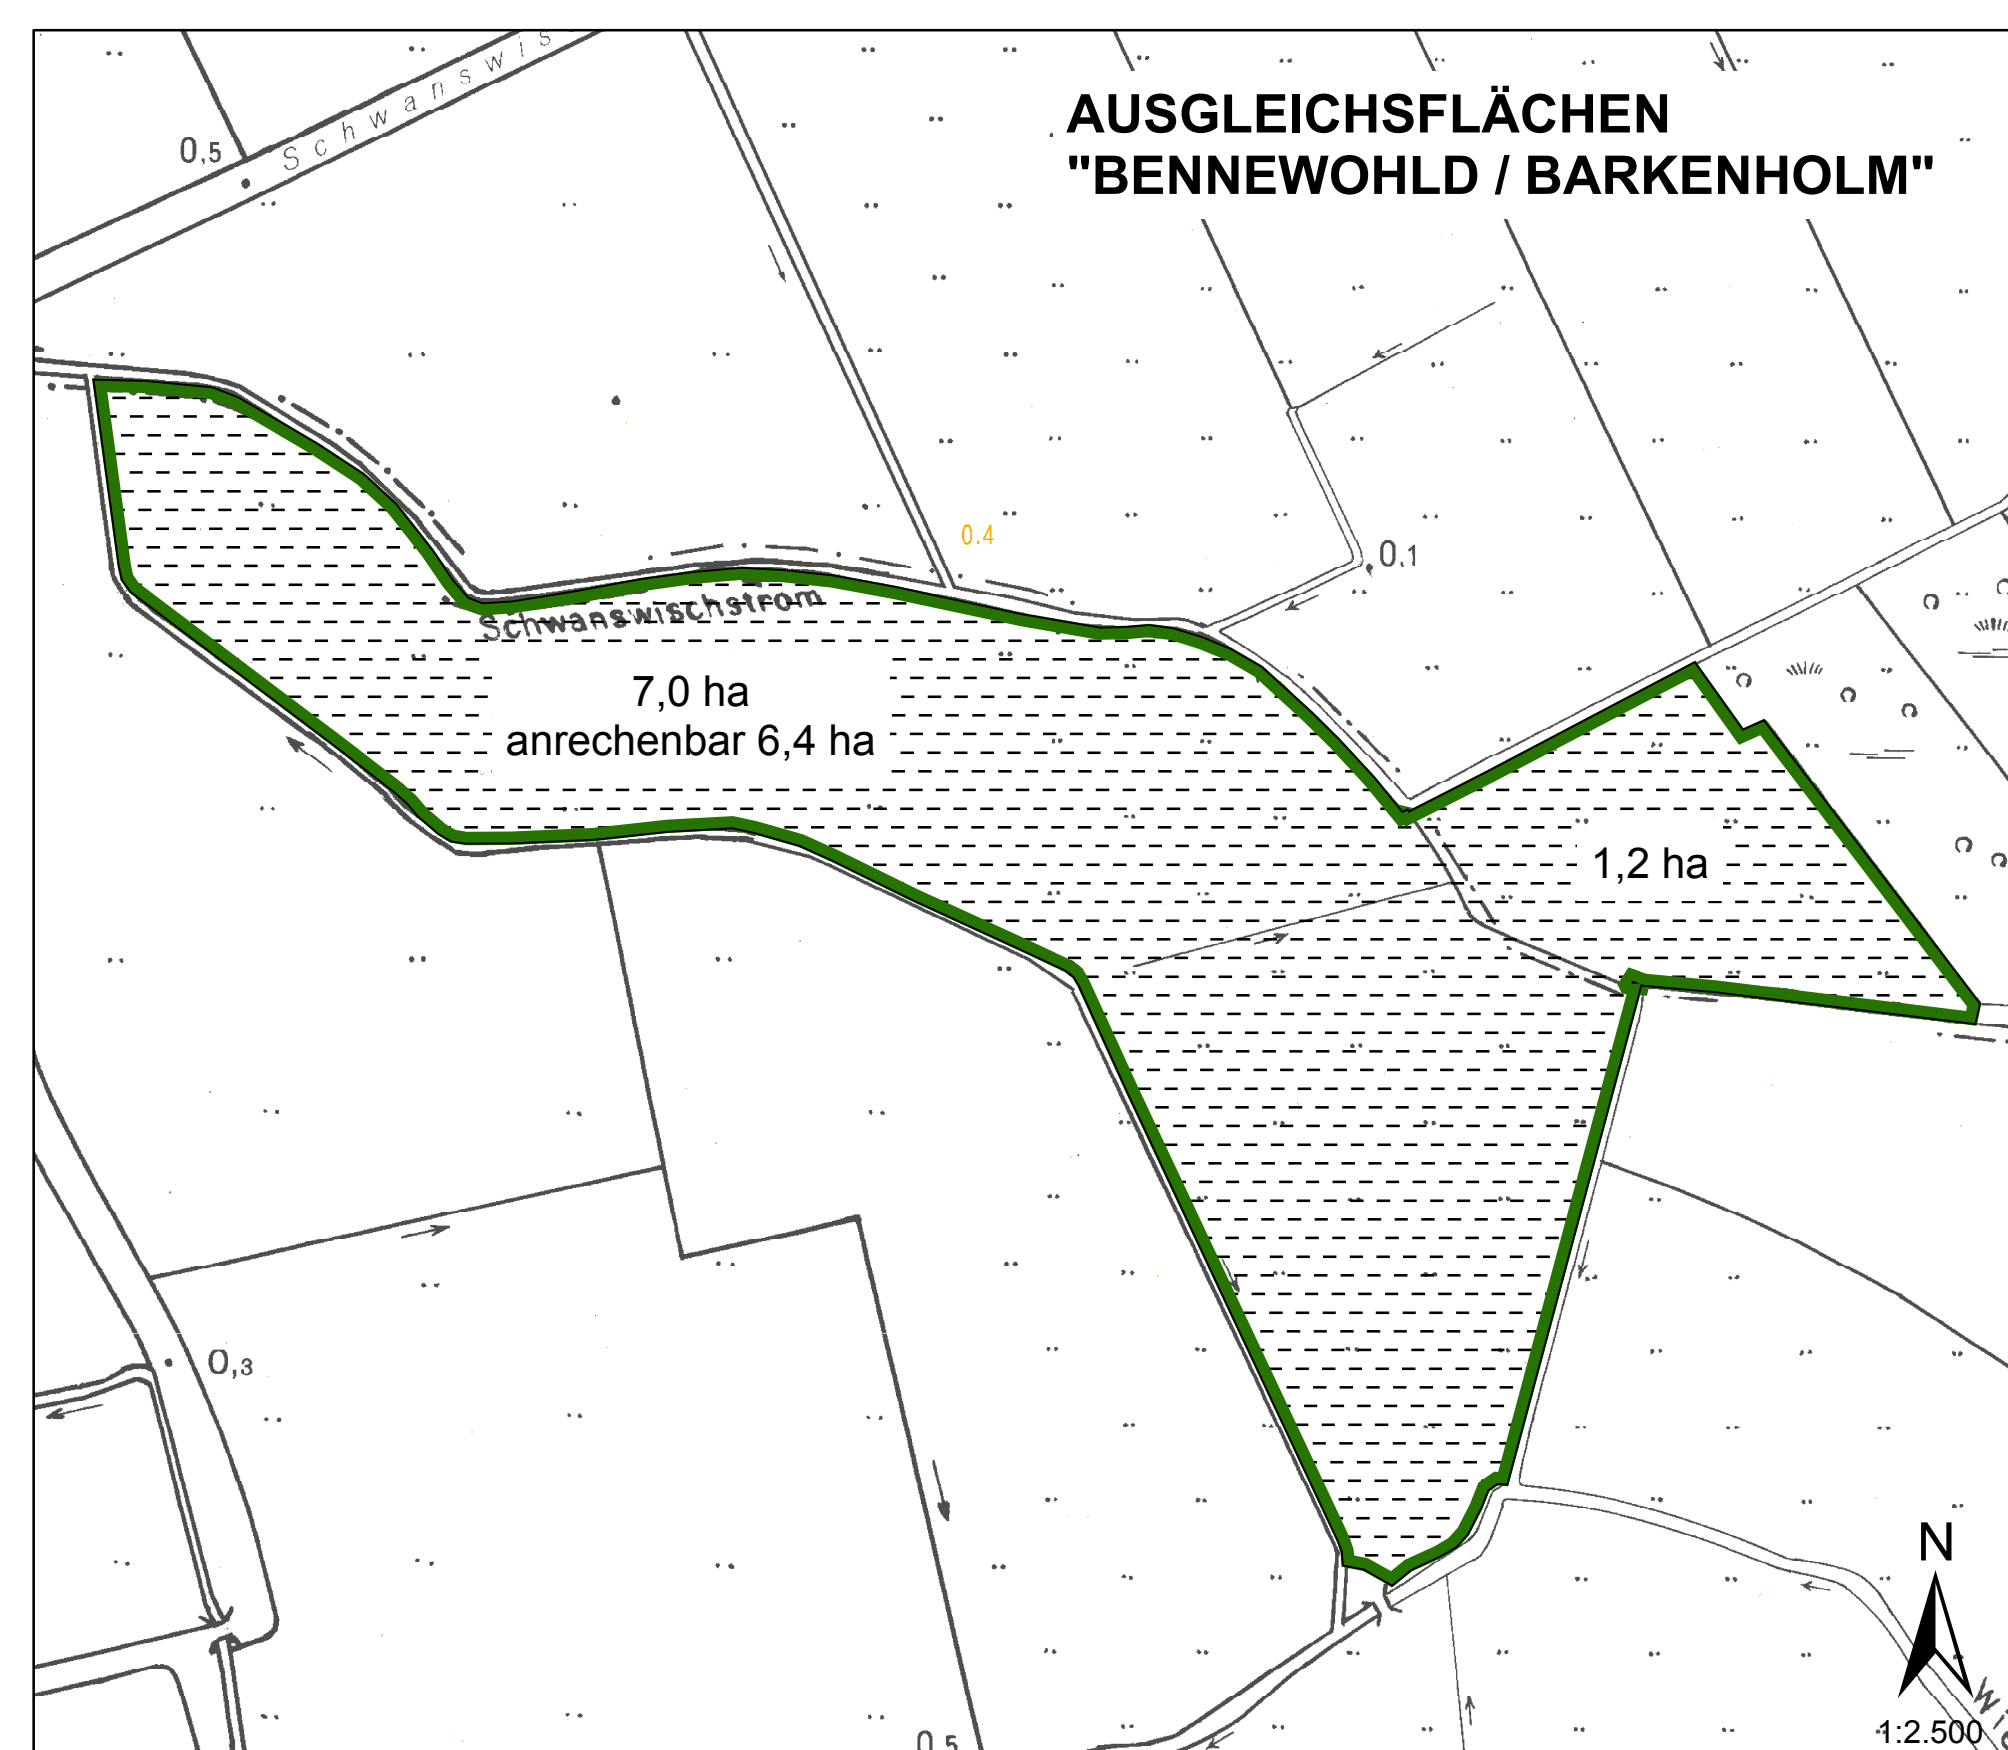 AUSGLEICHSFLÄCHEN
"BENNEWOHLD / BARKENHOLM"
Schwanswis
0,5
0.4
0,1
Schwanswischstrom
7,0 ha
anrechenbar 6,4 ha
1,2 ha
0,3
N
1:2.500